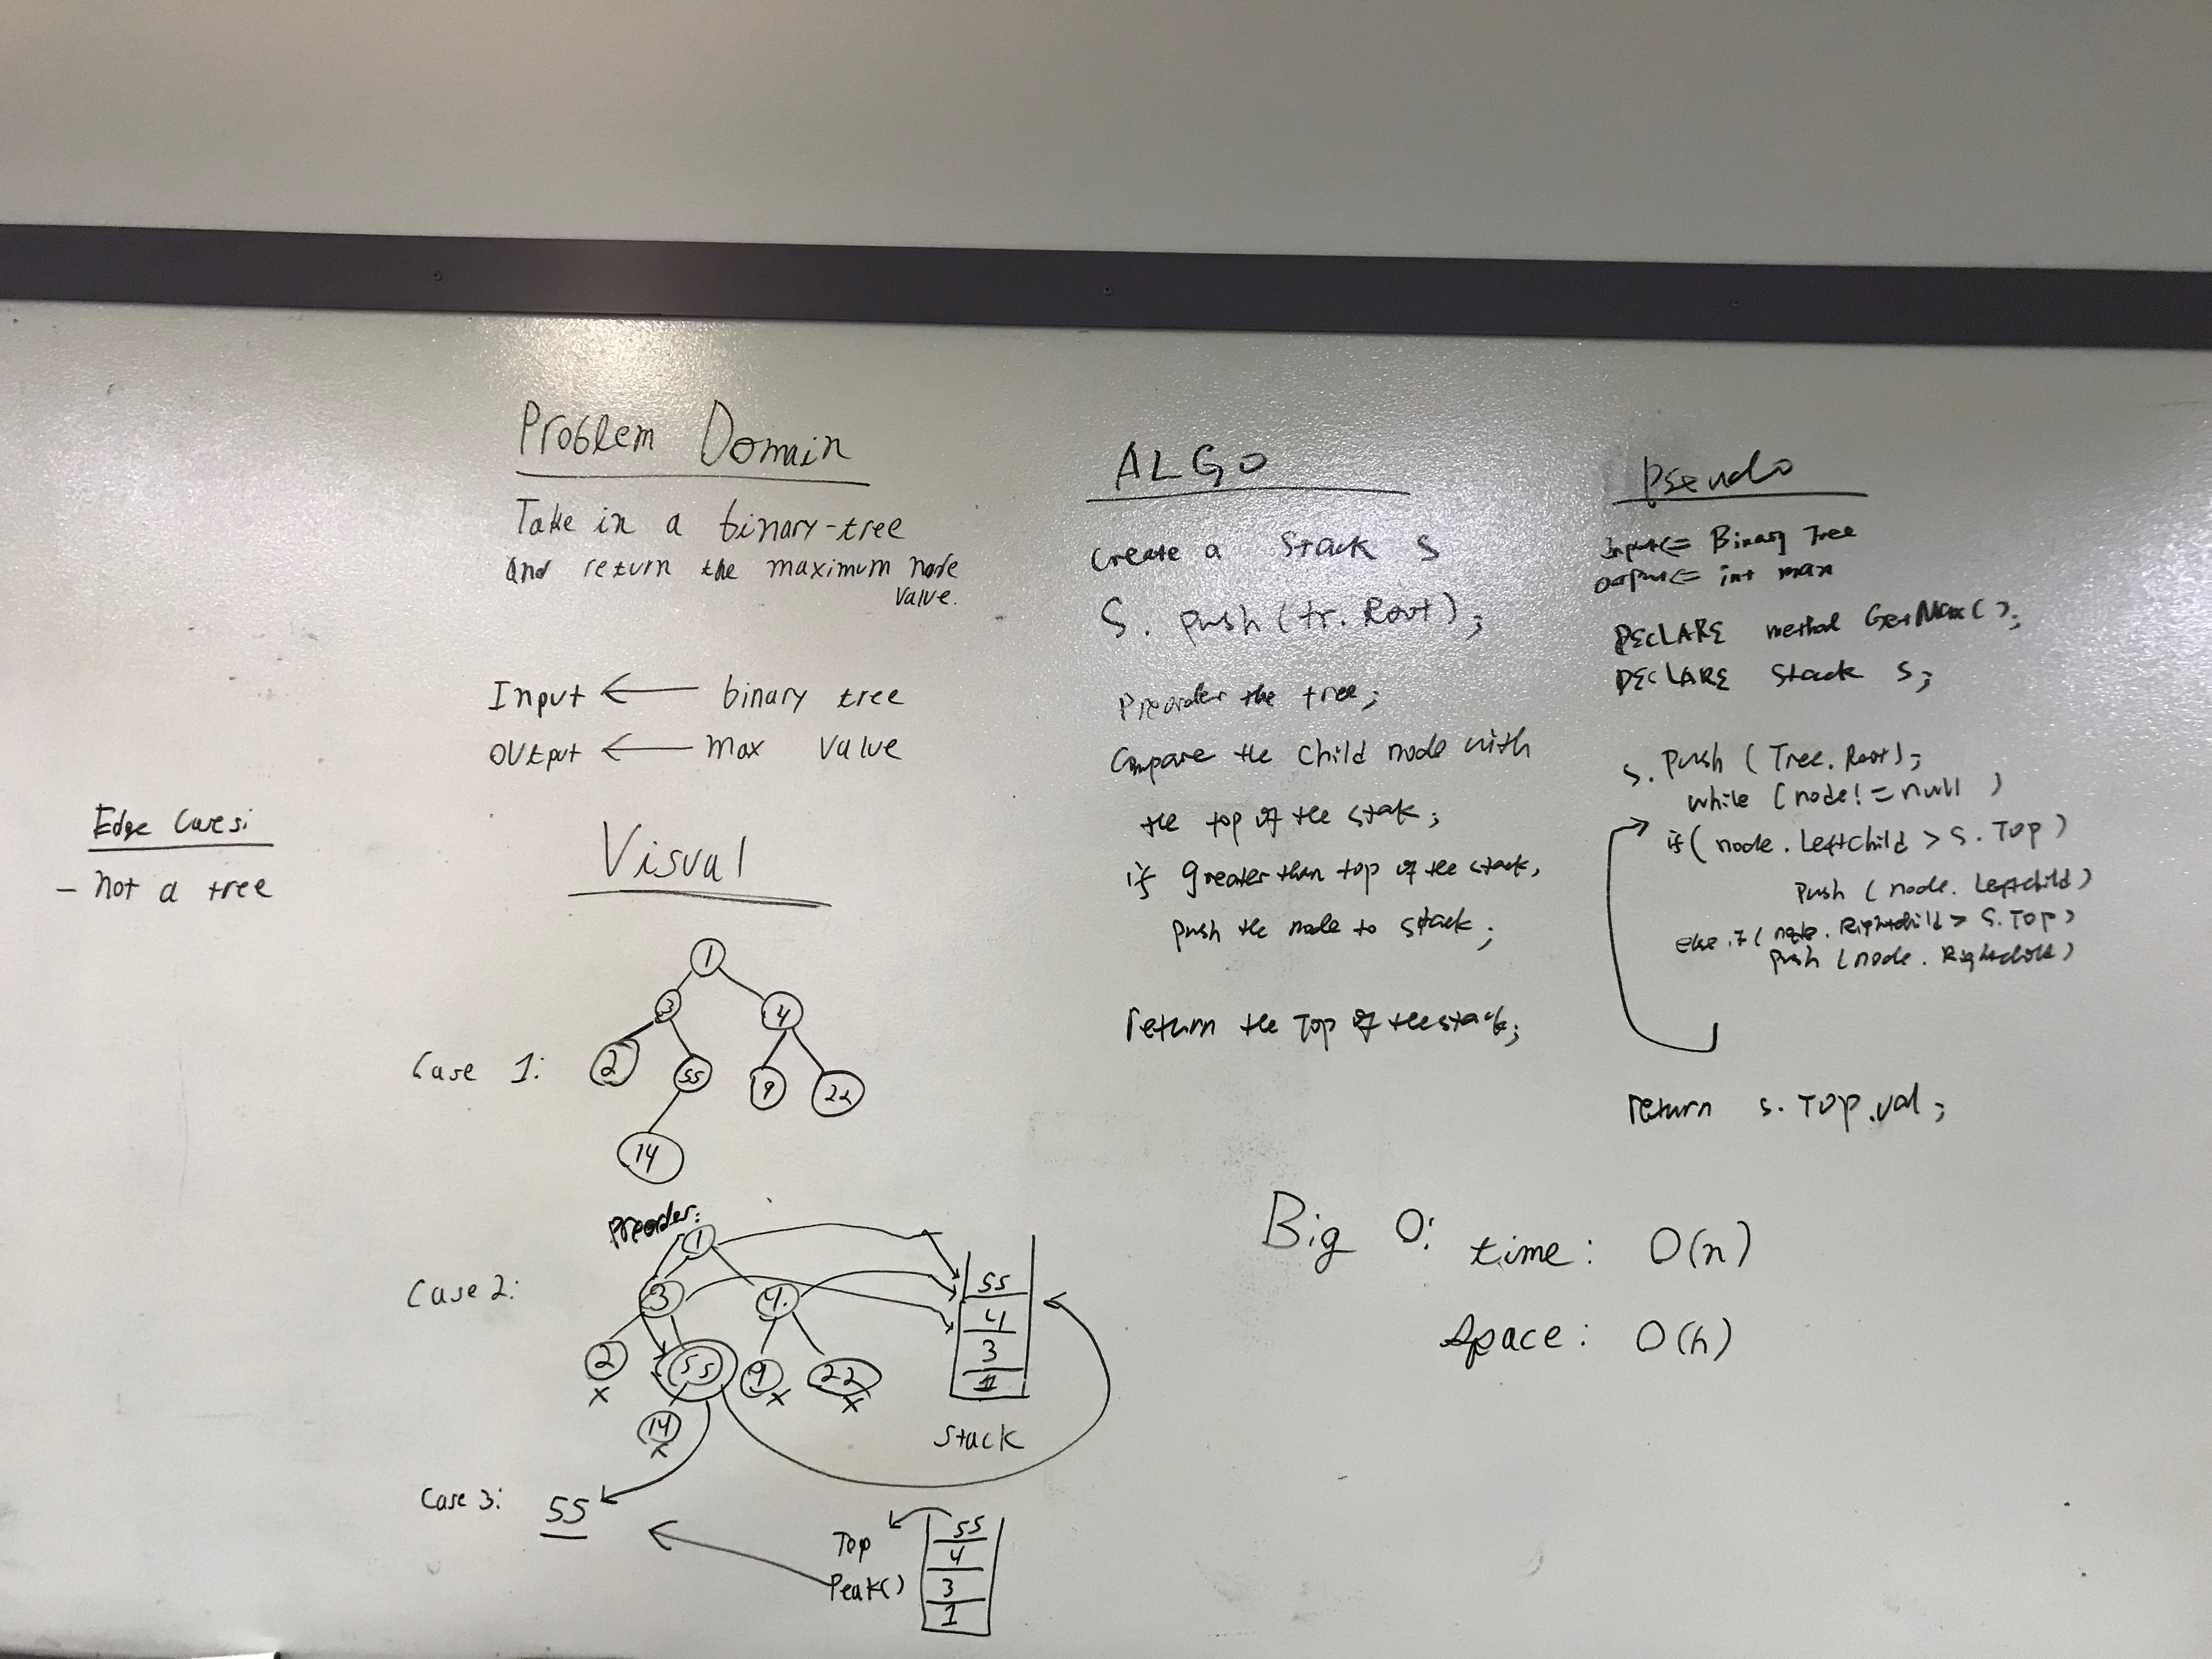 Problem Domain
Take in a binary-tree
and return the maximum node
value.
Input ← binary tree
Output ← max value
Edge Cases:
- not a tree
Visual
Case 1:
1
3
4
2
55
9
22
14
Preorder:
Case 2:
1
3
4
2
55
9
22
x
x
x
14
x
55
4
3
1
Stack
Case 3:
55
Top
Peak()
55
4
3
1
ALGO
Create a Stack S
S. push (tr. Root);
Preorder the tree;
Compare the child node with
the top of the stak;
if greater than top of the stack,
push the node to stack;
return the Top of the stack;
Pseudo
Input <= Binary Tree
Output <= int max
DECLARE method GetMax();
DECLARE Stack S;
S. Push (Tree. Root);
while (node! = null )
if( node. LeftChild > S. Top )
Push ( node. Leftchild)
else if ( node. Rightchild > S. Top )
push (node. Rightchild)
return s. Top .val;
Big O: time: O(n)
Space: O(h)